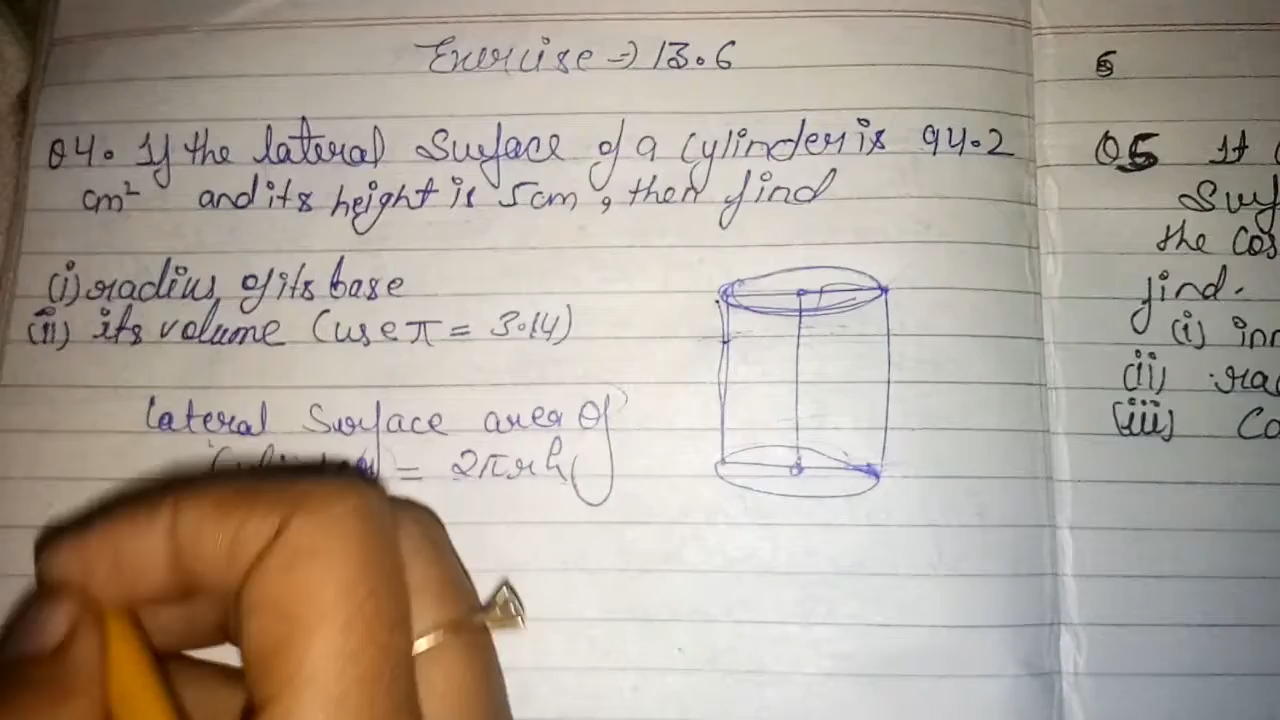 Exercise → 13.6
Q4. If the lateral Surface of a Cylinder is 94.2
cm² and its height is 5cm, then find
(i) radius of its base
(ii) its volume (use π = 3.14)
lateral Surface area of
= 2πrh
5
Q5 If
the
find.
(i)
(ii)
(iii)